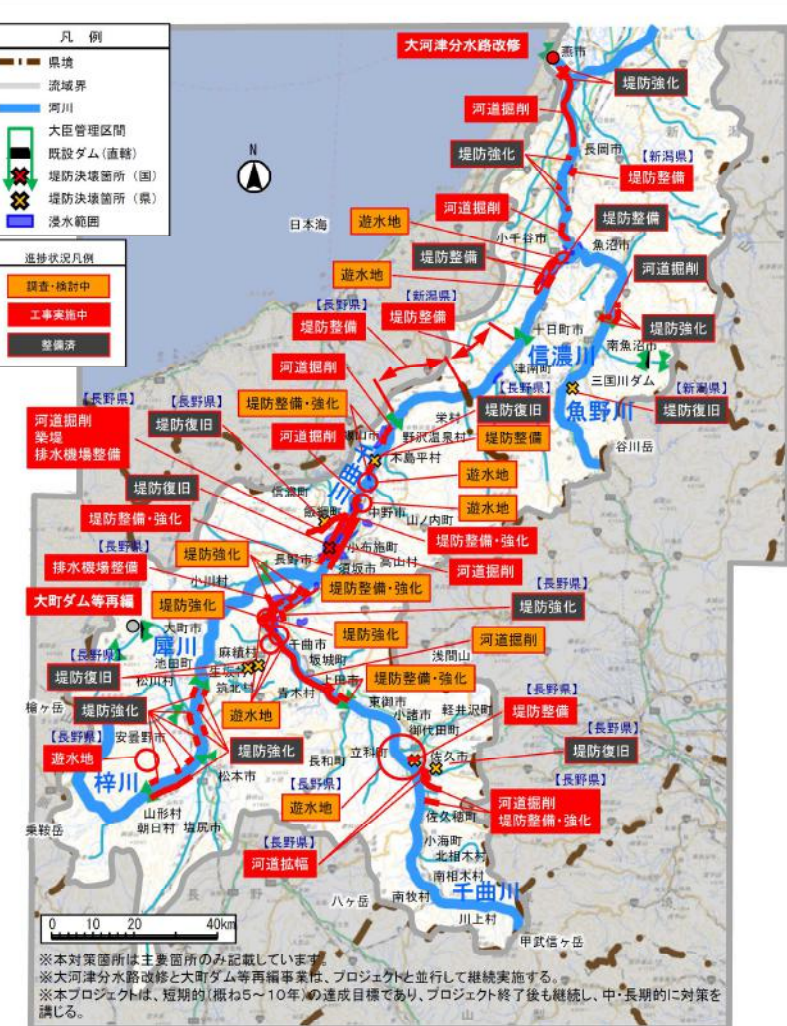 凡 例
県境
流域界
河川
大臣管理区間
既設ダム(直轄)
堤防決壊箇所(国)
堤防決壊箇所(県)
浸水範囲
進捗状況凡例
調査・検討中
工事実施中
整備済
N
日本海
大河津分水路改修
燕市
堤防強化
河道掘削
堤防強化
長岡市
【新潟県】
堤防整備
河道掘削
遊水地
堤防整備
小千谷市
魚沼市
堤防整備
河道掘削
遊水地
【新潟県】
堤防整備
【長野県】
堤防整備
十日町市
信濃川
堤防強化
南魚沼市
津南町
三国川ダム
魚野川
【新潟県】
堤防復旧
谷川岳
河道掘削
【長野県】
堤防復旧
堤防整備
栄村
堤防整備・強化
野沢温泉村
【長野県】
河道掘削
築堤
排水機場整備
【長野県】
堤防復旧
河道掘削
木島平村
遊水地
信濃町
堤防復旧
飯綱町
中野市
山ノ内町
遊水地
堤防整備・強化
堤防整備・強化
小布施町
高山村
【長野県】
排水機場整備
堤防強化
長野市
須坂市
河道掘削
小川村
堤防整備・強化
【長野県】
堤防強化
大町ダム等再編
堤防強化
大町市
犀川
堤防強化
千曲市
河道掘削
麻績村
池田町
坂城町
浅間山
【長野県】
堤防復旧
生坂村
松川村
筑北村
青木村
上田市
堤防整備・強化
槍ヶ岳
堤防強化
遊水地
東御市
小諸市
軽井沢町
御代田町
【長野県】
堤防整備
【長野県】
遊水地
安曇野市
堤防強化
立科町
佐久市
【長野県】
堤防復旧
梓川
松本市
長和町
【長野県】
遊水地
【長野県】
河道掘削
堤防整備・強化
乗鞍岳
山形村
朝日村
塩尻市
佐久穂町
【長野県】
河道拡幅
小海町
北相木村
南相木村
千曲川
八ヶ岳
南牧村
川上村
甲武信ヶ岳
0 10 20 40km
※本対策箇所は主要箇所のみ記載しています。
※大河津分水路改修と大町ダム等再編事業は、プロジェクトと並行して継続実施する。
※本プロジェクトは、短期的(概ね5～10年)の達成目標であり、プロジェクト終了後も継続し、中・長期的に対策を
講じる。